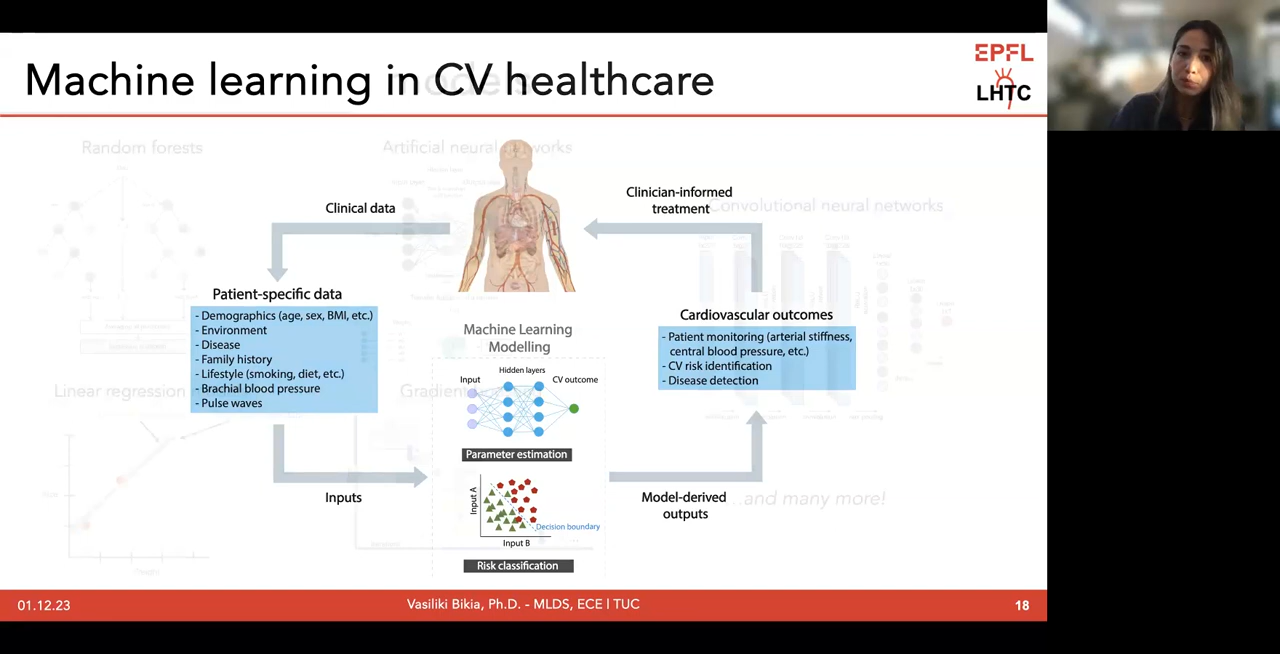 Machine learning in CV healthcare
EPFL
LHTC
Random forests
Artificial neural networks
Convolutional neural networks
Linear regression
...and many more!
Clinical data
Clinician-informed
treatment
Patient-specific data
- Demographics (age, sex, BMI, etc.)
- Environment
- Disease
- Family history
- Lifestyle (smoking, diet, etc.)
- Brachial blood pressure
- Pulse waves
Machine Learning
Modelling
Input
Hidden layers
CV outcome
Parameter estimation
Input A
Decision boundary
Input B
Risk classification
Cardiovascular outcomes
- Patient monitoring (arterial stiffness,
central blood pressure, etc.)
- CV risk identification
- Disease detection
Inputs
Model-derived
outputs
01.12.23
Vasiliki Bikia, Ph.D. - MLDS, ECE | TUC
18